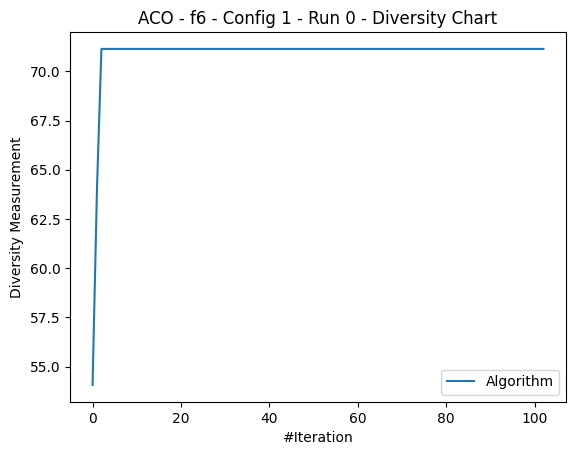 ACO - f6 - Config 1 - Run 0 - Diversity Chart
70.0
67.5
65.0
62.5
60.0
57.5
55.0
Diversity Measurement
Algorithm
0 20 40 60 80 100
#Iteration